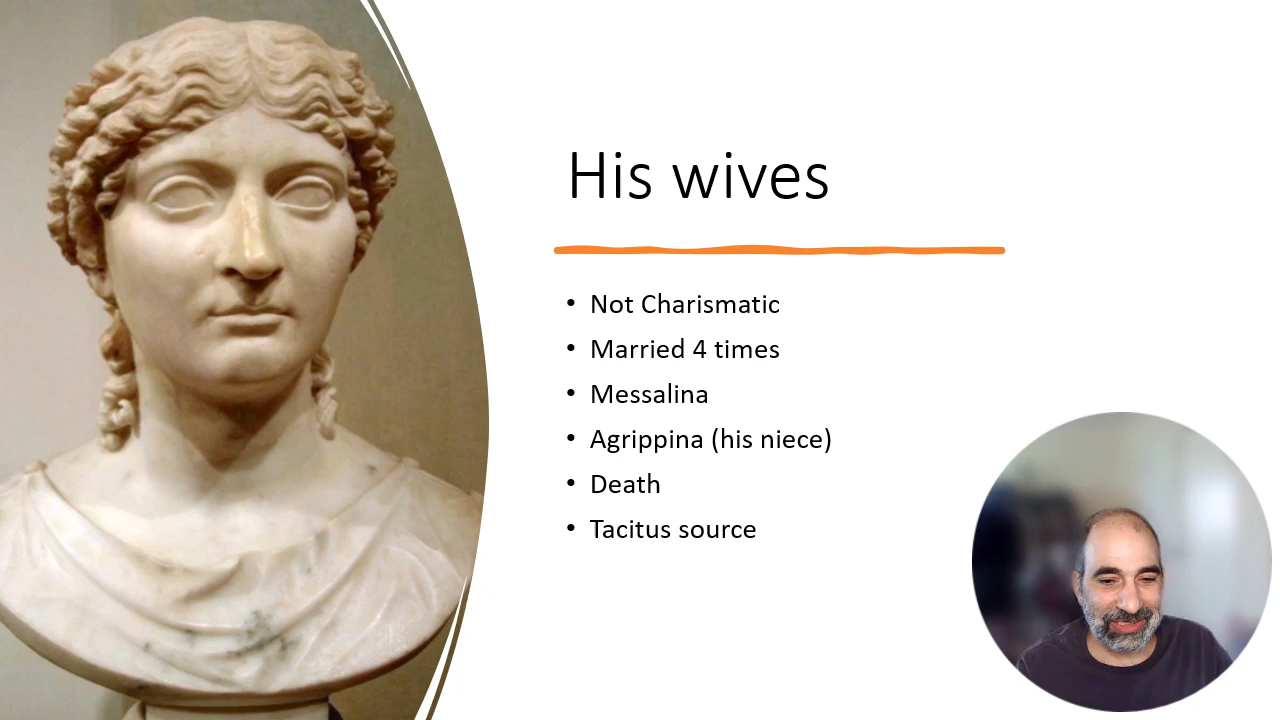 His wives
• Not Charismatic
• Married 4 times
• Messalina
• Agrippina (his niece)
• Death
• Tacitus source